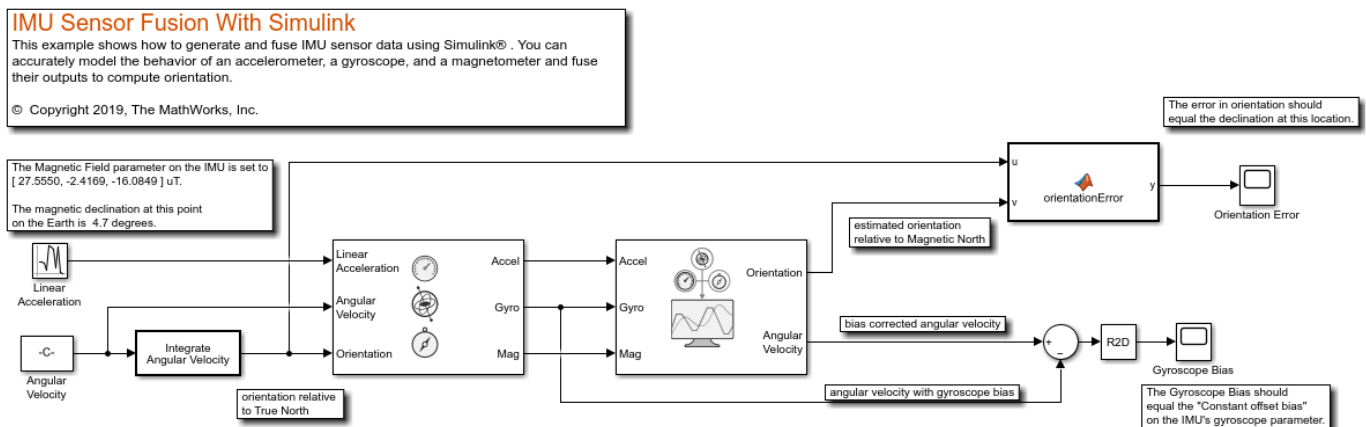 IMU Sensor Fusion With Simulink
This example shows how to generate and fuse IMU sensor data using Simulink® . You can
accurately model the behavior of an accelerometer, a gyroscope, and a magnetometer and fuse
their outputs to compute orientation.
© Copyright 2019, The MathWorks, Inc.
The error in orientation should
equal the declination at this location.
The Magnetic Field parameter on the IMU is set to
[ 27.5550, -2.4169, -16.0849 ] uT.
The magnetic declination at this point
on the Earth is 4.7 degrees.
u
v
orientationError
y
Orientation Error
estimated orientation
relative to Magnetic North
Linear
Acceleration
-C-
Angular
Velocity
Integrate
Angular Velocity
orientation relative
to True North
Linear
Acceleration
Angular
Velocity
Orientation
Accel
Gyro
Mag
Accel
Gyro
Mag
Orientation
Angular
Velocity
bias corrected angular velocity
angular velocity with gyroscope bias
+
−
R2D
Gyroscope Bias
The Gyroscope Bias should
equal the "Constant offset bias"
on the IMU's gyroscope parameter.